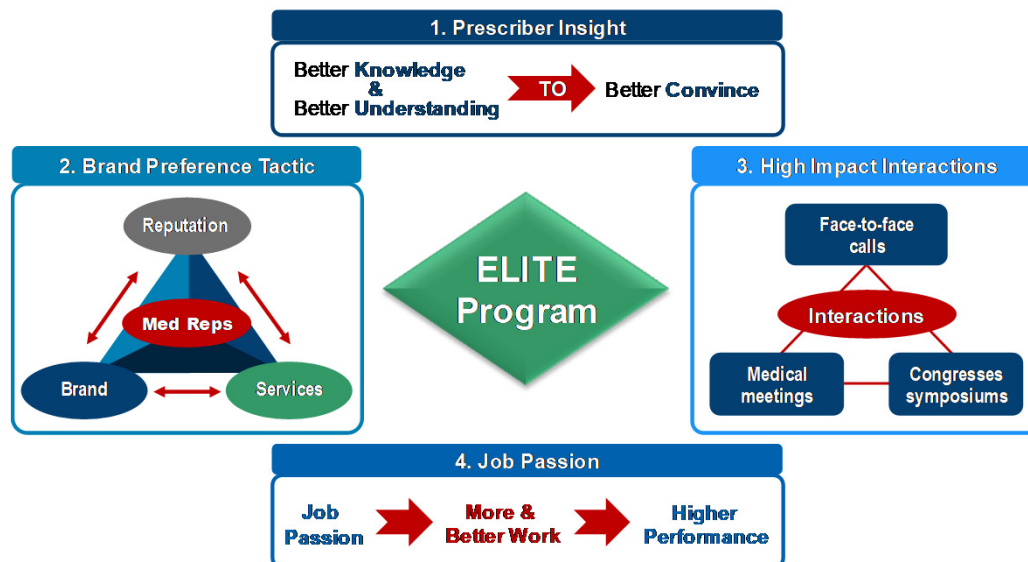 1. Prescriber Insight
Better Knowledge
&
Better Understanding
TO
Better Convince
2. Brand Preference Tactic
Reputation
Med Reps
Brand
Services
ELITE
Program
3. High Impact Interactions
Face-to-face
calls
Interactions
Medical
meetings
Congresses
symposiums
4. Job Passion
Job
Passion
More &
Better Work
Higher
Performance